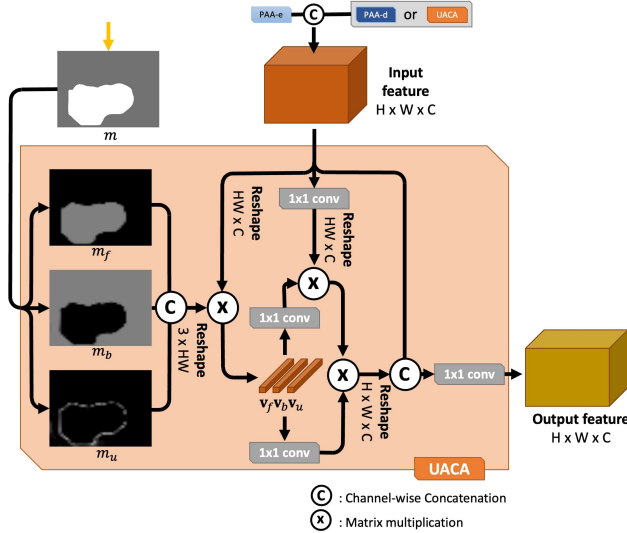 PAA-e
C
PAA-d or UACA
Input
feature
H x W x C
m
1x1 conv
Reshape
HW x C
Reshape
HW x C
m_f
X
C
X
Reshape
3 x HW
1x1 conv
m_b
X
Reshape
H x W x C
C
1x1 conv
v_f v_b v_u
Output feature
H x W x C
1x1 conv
m_u
UACA
C : Channel-wise Concatenation
X : Matrix multiplication